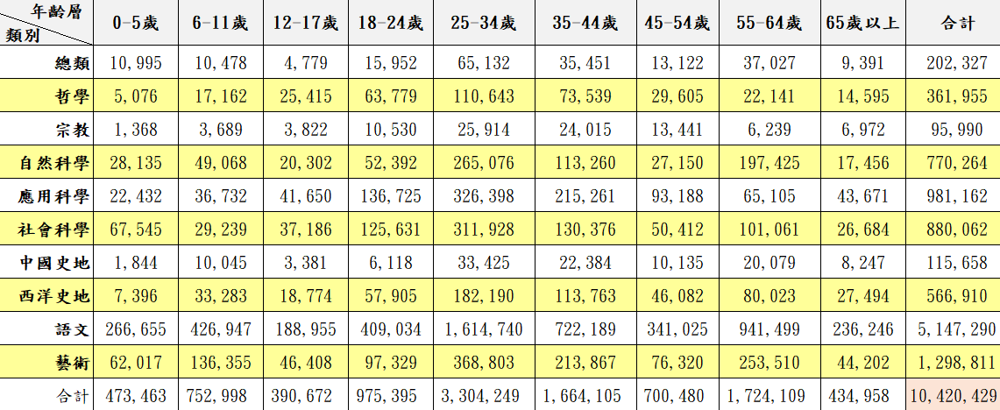 年齡層
類別 0-5歲 6-11歲 12-17歲 18-24歲 25-34歲 35-44歲 45-54歲 55-64歲 65歲以上 合計
總類 10,995 10,478 4,779 15,952 65,132 35,451 13,122 37,027 9,391 202,327
哲學 5,076 17,162 25,415 63,779 110,643 73,539 29,605 22,141 14,595 361,955
宗教 1,368 3,689 3,822 10,530 25,914 24,015 13,441 6,239 6,972 95,990
自然科學 28,135 49,068 20,302 52,392 265,076 113,260 27,150 197,425 17,456 770,264
應用科學 22,432 36,732 41,650 136,725 326,398 215,261 93,188 65,105 43,671 981,162
社會科學 67,545 29,239 37,186 125,631 311,928 130,376 50,412 101,061 26,684 880,062
中國史地 1,844 10,045 3,381 6,118 33,425 22,384 10,135 20,079 8,247 115,658
西洋史地 7,396 33,283 18,774 57,905 182,190 113,763 46,082 80,023 27,494 566,910
語文 266,655 426,947 188,955 409,034 1,614,740 722,189 341,025 941,499 236,246 5,147,290
藝術 62,017 136,355 46,408 97,329 368,803 213,867 76,320 253,510 44,202 1,298,811
合計 473,463 752,998 390,672 975,395 3,304,249 1,664,105 700,480 1,724,109 434,958 10,420,429